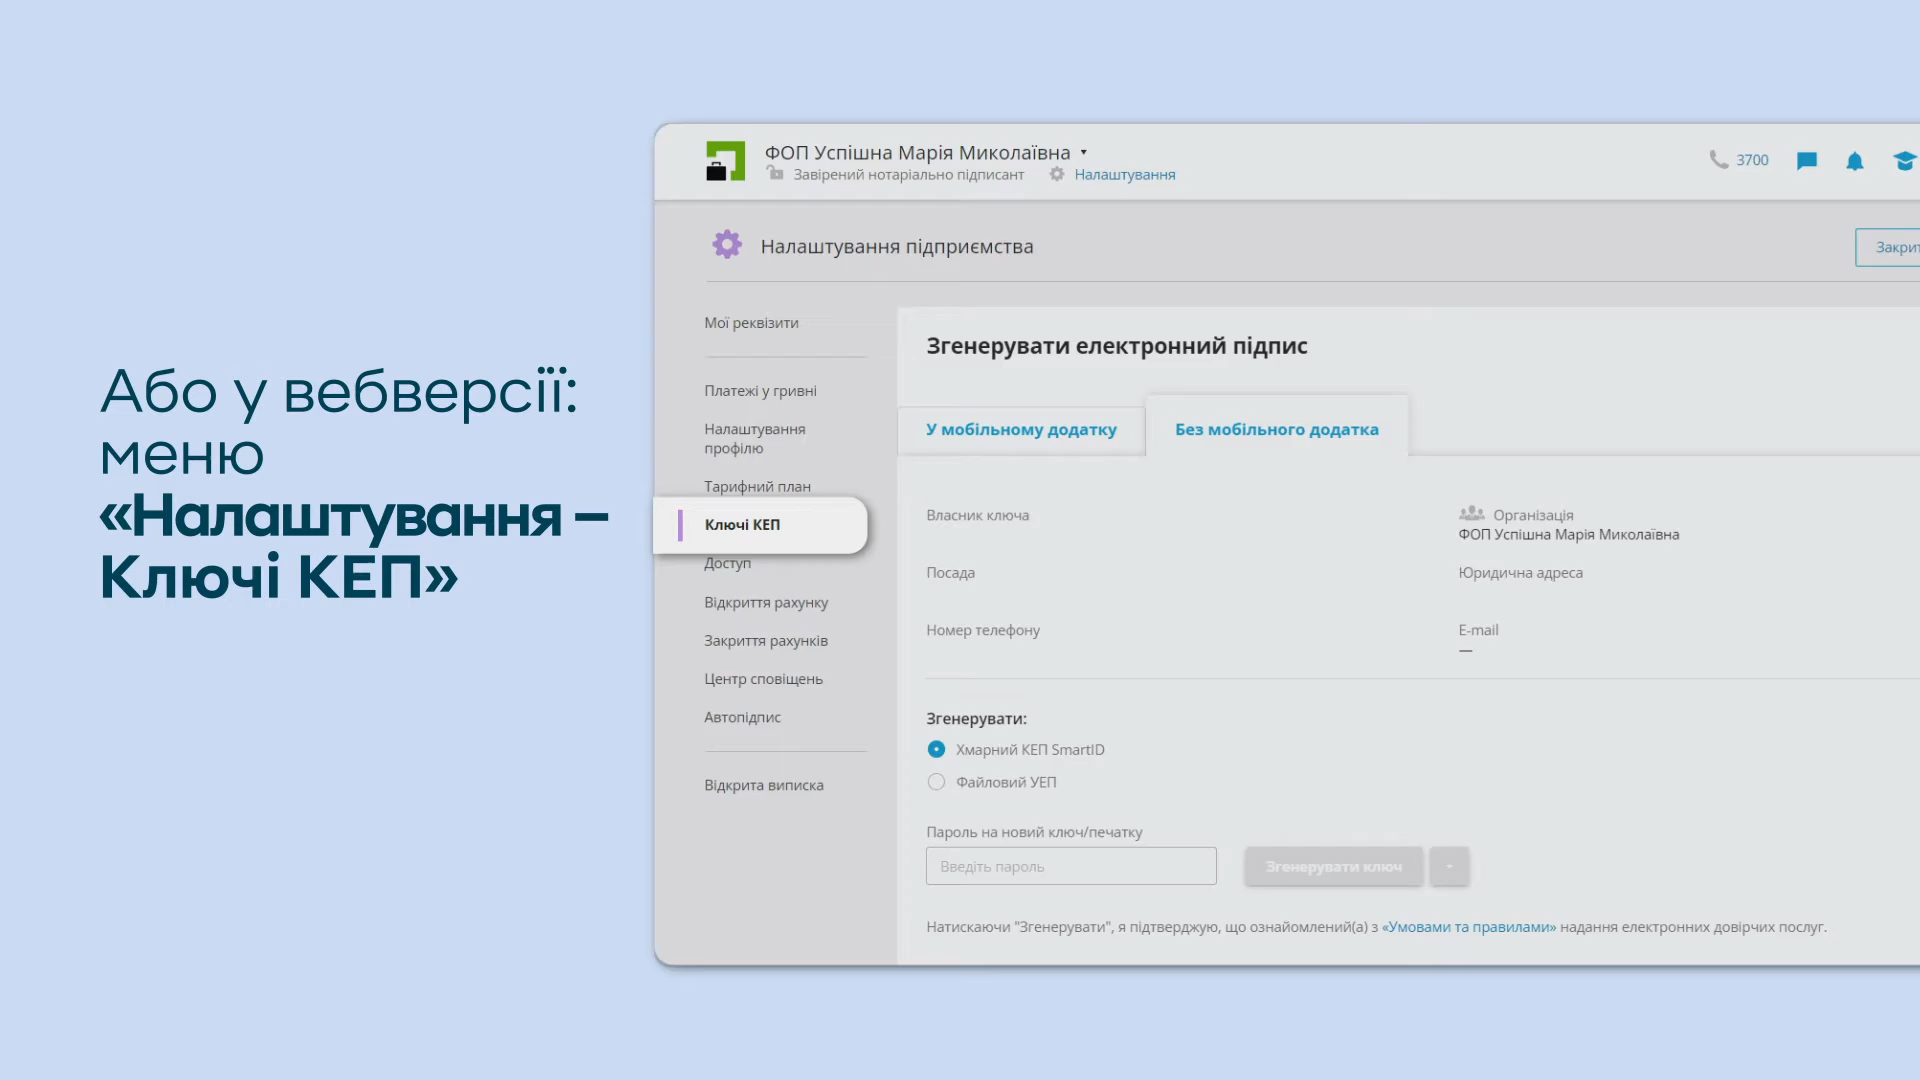 Або у вебверсії:
меню
«Налаштування –
Ключі КЕП»
ФОП Успішна Марія Миколаївна
Завірений нотаріально підписант
Налаштування
3700
Налаштування підприємства
Мої реквізити
Платежі у гривні
Налаштування
профілю
Тарифний план
Ключі КЕП
Доступ
Відкриття рахунку
Закриття рахунків
Центр сповіщень
Автопідпис
Відкрита виписка
Згенерувати електронний підпис
У мобільному додатку
Без мобільного додатка
Власник ключа
Організація
ФОП Успішна Марія Миколаївна
Посада
Юридична адреса
Номер телефону
E-mail
—
Згенерувати:
Хмарний КЕП SmartID
Файловий УЕП
Пароль на новий ключ/печатку
Введіть пароль
Згенерувати ключ
Натискаючи "Згенерувати", я підтверджую, що ознайомлений(а) з «Умовами та правилами» надання електронних довірчих послуг.